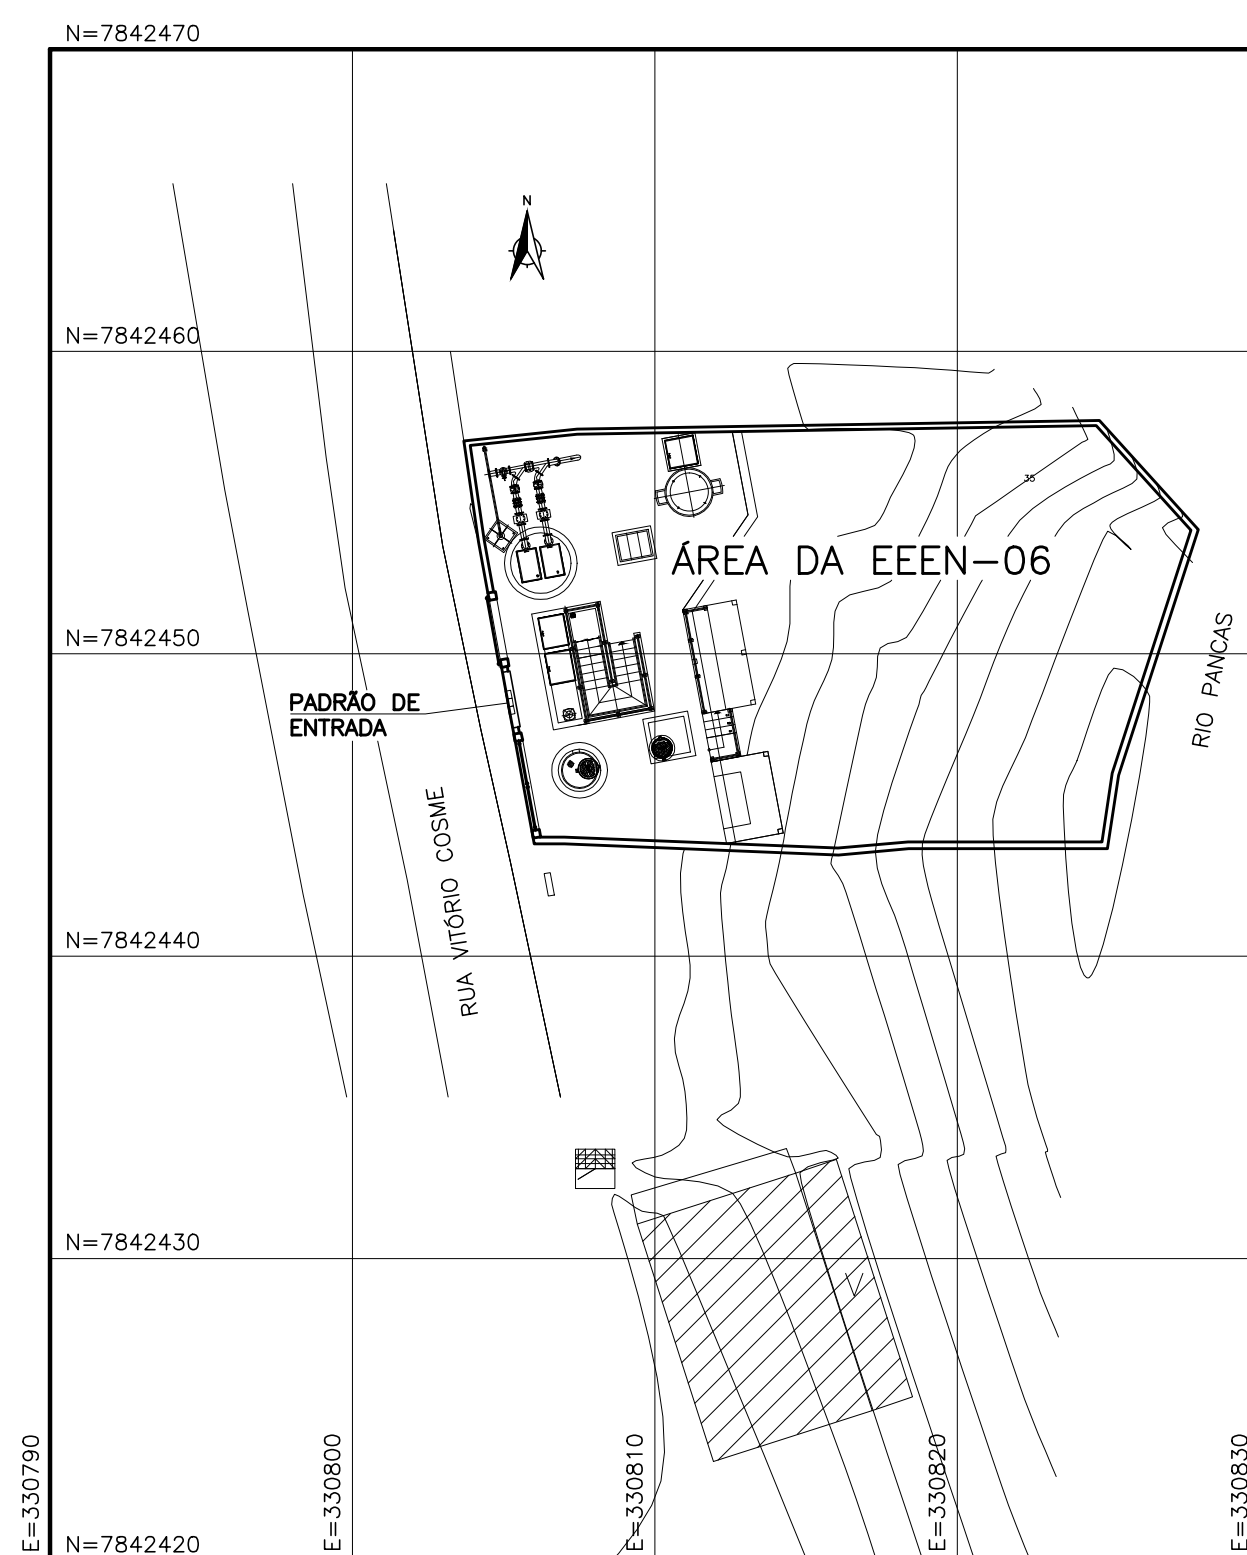 N=7842470
N
N=7842460
35
ÁREA DA EEEN-06
N=7842450
PADRÃO DE
ENTRADA
RIO PANCAS
RUA VITÓRIO COSME
N=7842440
N=7842430
E=330790
E=330800
E=330810
E=330820
E=330830
N=7842420